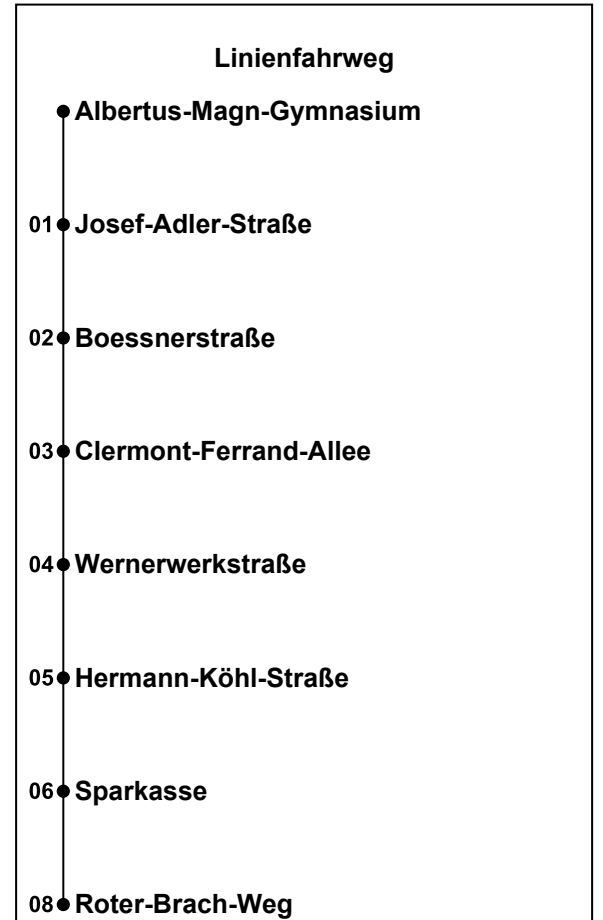 Linienfahrweg
Albertus-Magn-Gymnasium
01 Josef-Adler-Straße
02 Boessnerstraße
03 Clermont-Ferrand-Allee
04 Wernerwerkstraße
05 Hermann-Köhl-Straße
06 Sparkasse
08 Roter-Brach-Weg